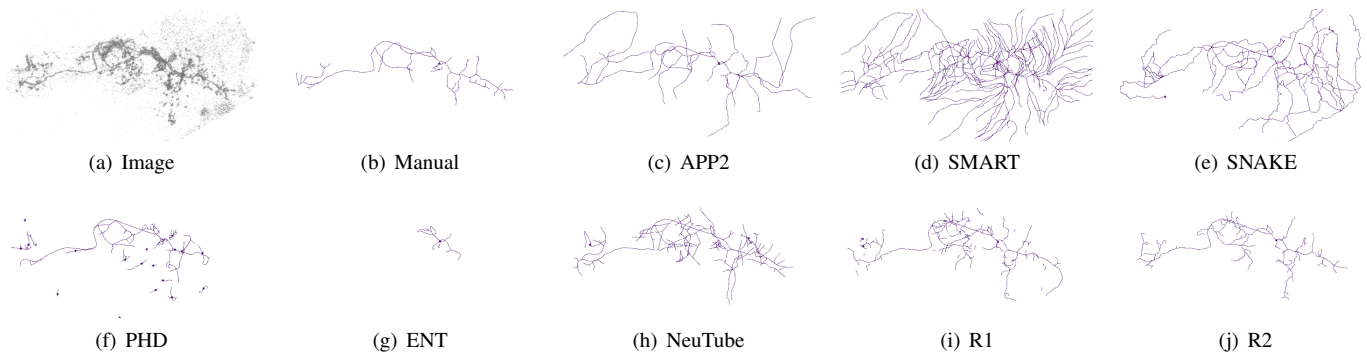 (a) Image
(b) Manual
(c) APP2
(d) SMART
(e) SNAKE
(f) PHD
(g) ENT
(h) NeuTube
(i) R1
(j) R2